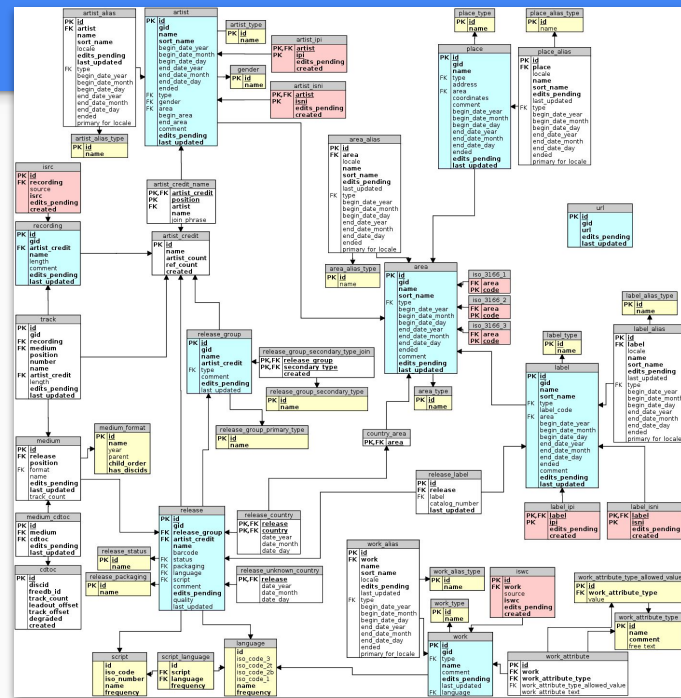 artist_alias
PK id
FK artist
name
sort_name
locale
edits_pending
last_updated
FK type
begin_date_year
begin_date_month
begin_date_day
end_date_year
end_date_month
end_date_day
ended
primary for locale
artist_alias_type
PK id
name
artist
PK id
gid
name
sort_name
begin_date_year
begin_date_month
begin_date_day
end_date_year
end_date_month
end_date_day
ended
FK type
FK gender
FK area
begin_area
end_area
comment
edits_pending
last_updated
artist_type
PK id
name
artist_ipi
PK,FK artist
PK ipi
edits_pending
created
gender
PK id
name
artist_isni
PK,FK artist
PK isni
edits_pending
created
place_type
PK id
name
place_alias_type
PK id
name
place
PK id
gid
name
FK type
address
FK area
coordinates
comment
begin_date_year
begin_date_month
begin_date_day
end_date_year
end_date_month
end_date_day
ended
edits_pending
last_updated
place_alias
PK id
FK place
locale
name
sort_name
edits_pending
last_updated
FK type
begin_date_year
begin_date_month
begin_date_day
end_date_year
end_date_month
end_date_day
ended
primary for locale
isrc
PK id
FK recording
source
isrc
edits_pending
created
recording
PK id
gid
FK artist_credit
name
length
comment
edits_pending
last_updated
artist_credit_name
PK,FK artist_credit
PK position
FK artist
name
join_phrase
artist_credit
PK id
name
artist_count
ref_count
created
area_alias
PK id
FK area
locale
name
sort_name
edits_pending
last_updated
FK type
begin_date_year
begin_date_month
begin_date_day
end_date_year
end_date_month
end_date_day
ended
primary for locale
area_alias_type
PK id
name
area
PK id
gid
name
sort_name
FK type
begin_date_year
begin_date_month
begin_date_day
end_date_year
end_date_month
end_date_day
ended
comment
edits_pending
last_updated
iso_3166_1
FK area
PK code
iso_3166_2
FK area
PK code
iso_3166_3
FK area
PK code
area_type
PK id
name
url
PK id
gid
url
edits_pending
last_updated
label_alias_type
PK id
name
label_type
PK id
name
label_alias
PK id
FK label
locale
name
sort_name
edits_pending
last_updated
FK type
begin_date_year
begin_date_month
begin_date_day
end_date_year
end_date_month
end_date_day
ended
primary for locale
label
PK id
gid
name
sort_name
FK type
label_code
FK area
begin_date_year
begin_date_month
begin_date_day
end_date_year
end_date_month
end_date_day
ended
comment
edits_pending
last_updated
label_ipi
PK,FK label
PK ipi
edits_pending
created
label_isni
PK,FK label
PK isni
edits_pending
created
track
PK id
gid
FK recording
FK medium
position
number
name
FK artist_credit
length
edits_pending
last_updated
release_group
PK id
gid
name
FK artist_credit
FK type
comment
edits_pending
last_updated
release_group_secondary_type_join
PK,FK release_group
PK,FK secondary_type
created
release_group_secondary_type
PK id
name
release_group_primary_type
PK id
name
country_area
PK,FK area
medium
PK id
FK release
position
FK format
name
edits_pending
last_updated
track_count
medium_format
PK id
name
year
parent
child_order
has_discids
medium_cdtoc
PK id
FK medium
FK cdtoc
edits_pending
last_updated
cdtoc
PK id
discid
freedb_id
track_count
leadout_offset
track_offset
degraded
created
release_status
PK id
name
release_packaging
PK id
name
release
PK id
gid
FK release_group
FK artist_credit
name
barcode
FK status
FK packaging
FK language
FK script
comment
edits_pending
quality
last_updated
release_country
PK,FK release
PK,FK country
date_year
date_month
date_day
release_unknown_country
PK,FK release
date_year
date_month
date_day
release_label
PK id
FK release
FK label
catalog_number
last_updated
script
id
iso_code
iso_number
name
frequency
script_language
PK id
FK script
FK language
frequency
language
id
iso_code_3
iso_code_2t
iso_code_2b
iso_code_1
name
frequency
work_alias
PK id
FK work
name
sort_name
locale
edits_pending
last_updated
FK type
begin_date_year
begin_date_month
begin_date_day
end_date_year
end_date_month
end_date_day
ended
primary for locale
work_alias_type
PK id
name
work_type
PK id
name
iswc
PK id
FK work
source
iswc
edits_pending
created
work
PK id
gid
FK type
name
comment
edits_pending
last_updated
FK language
work_attribute_type_allowed_value
PK id
FK work_attribute_type
value
work_attribute_type
PK id
name
comment
free text
work_attribute
PK id
FK work
FK work_attribute_type
FK work_attribute_type_allowed_value
work attribute text